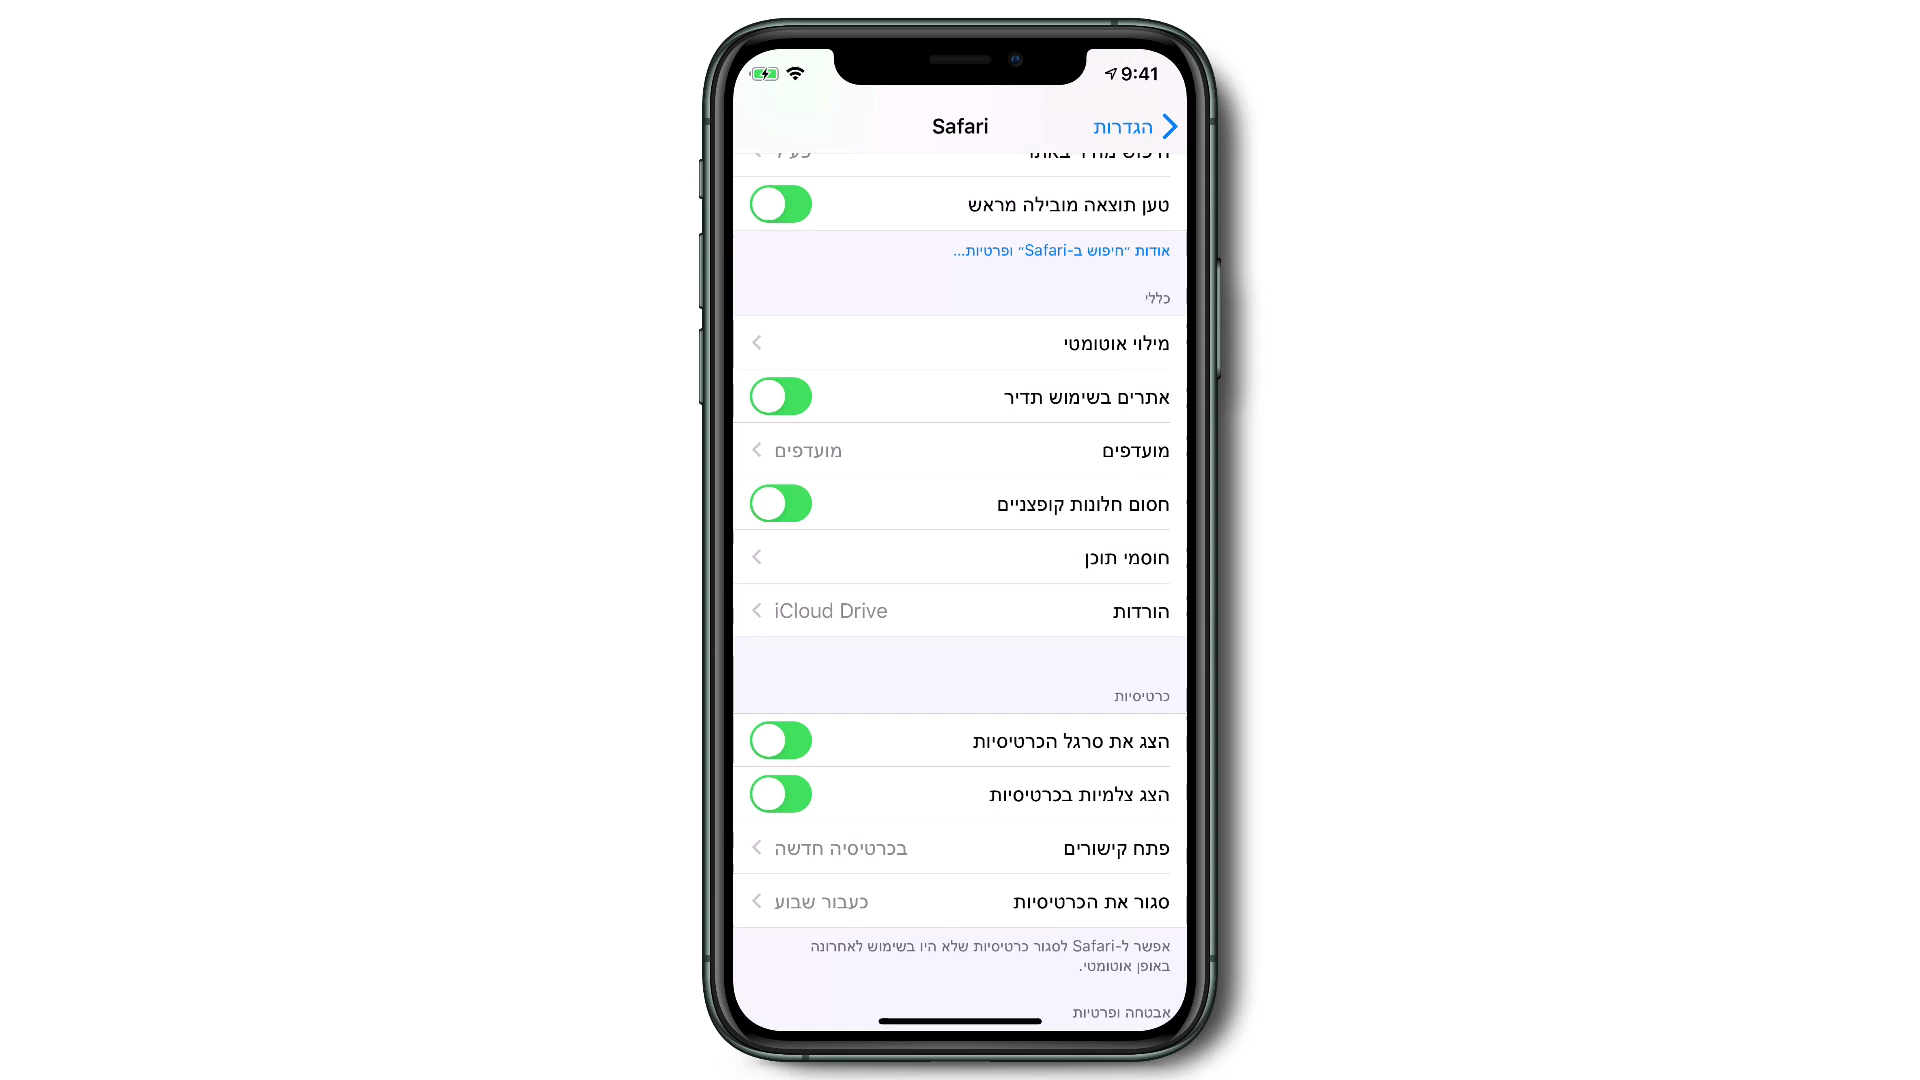 9:41
הגדרות
Safari
טען תוצאה מובילה מראש
אודות ״חיפוש ב-Safari״ ופרטיות...
כללי
מילוי אוטומטי
אתרים בשימוש תדיר
מועדפים מועדפים
חסום חלונות קופצניים
חוסמי תוכן
הורדות iCloud Drive
כרטיסיות
הצג את סרגל הכרטיסיות
הצג צלמיות בכרטיסיות
פתח קישורים בכרטיסיה חדשה
סגור את הכרטיסיות כעבור שבוע
אפשר ל-Safari לסגור כרטיסיות שלא היו בשימוש לאחרונה
באופן אוטומטי.
אבטחה ופרטיות